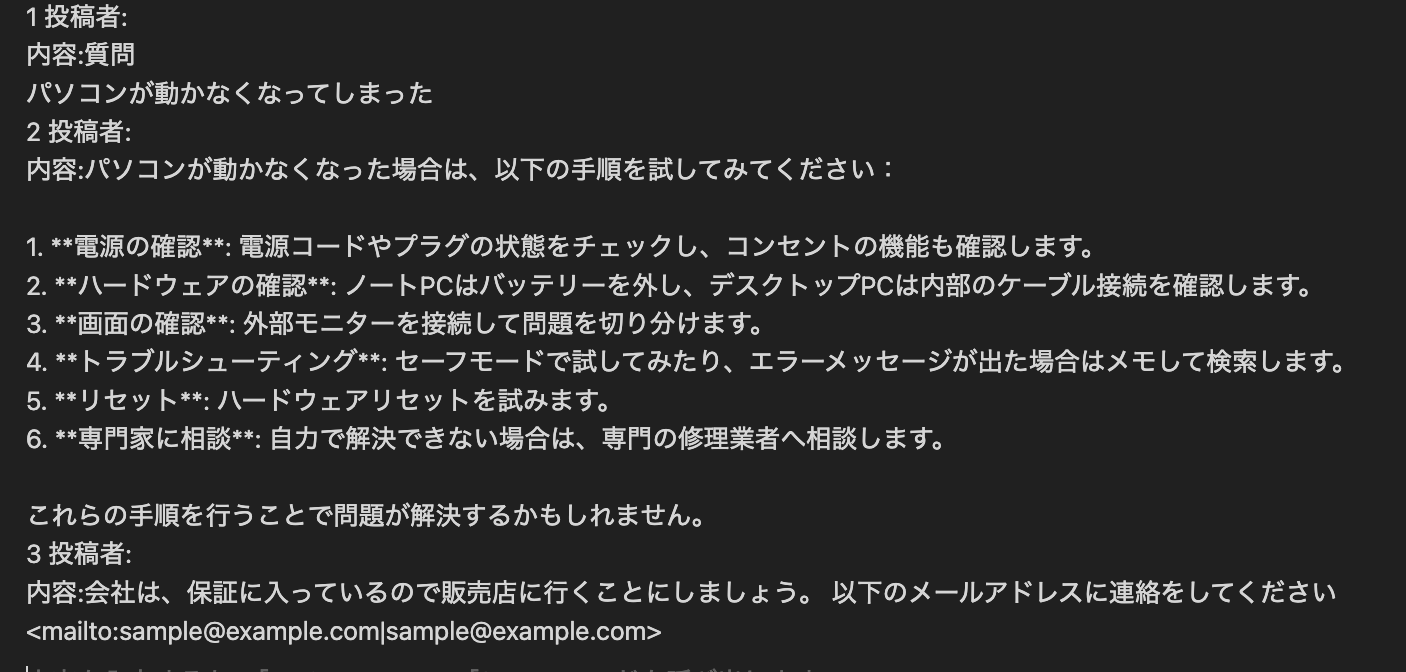 1 投稿者:
内容:質問
パソコンが動かなくなってしまった
2 投稿者:
内容:パソコンが動かなくなった場合は、以下の手順を試してみてください：
1. **電源の確認**: 電源コードやプラグの状態をチェックし、コンセントの機能も確認します。
2. **ハードウェアの確認**: ノートPCはバッテリーを外し、デスクトップPCは内部のケーブル接続を確認します。
3. **画面の確認**: 外部モニターを接続して問題を切り分けます。
4. **トラブルシューティング**: セーフモードで試してみたり、エラーメッセージが出た場合はメモして検索します。
5. **リセット**: ハードウェアリセットを試みます。
6. **専門家に相談**: 自力で解決できない場合は、専門の修理業者へ相談します。
これらの手順を行うことで問題が解決するかもしれません。
3 投稿者:
内容:会社は、保証に入っているので販売店に行くことにしましょう。 以下のメールアドレスに連絡をしてください
<mailto:sample@example.com|sample@example.com>